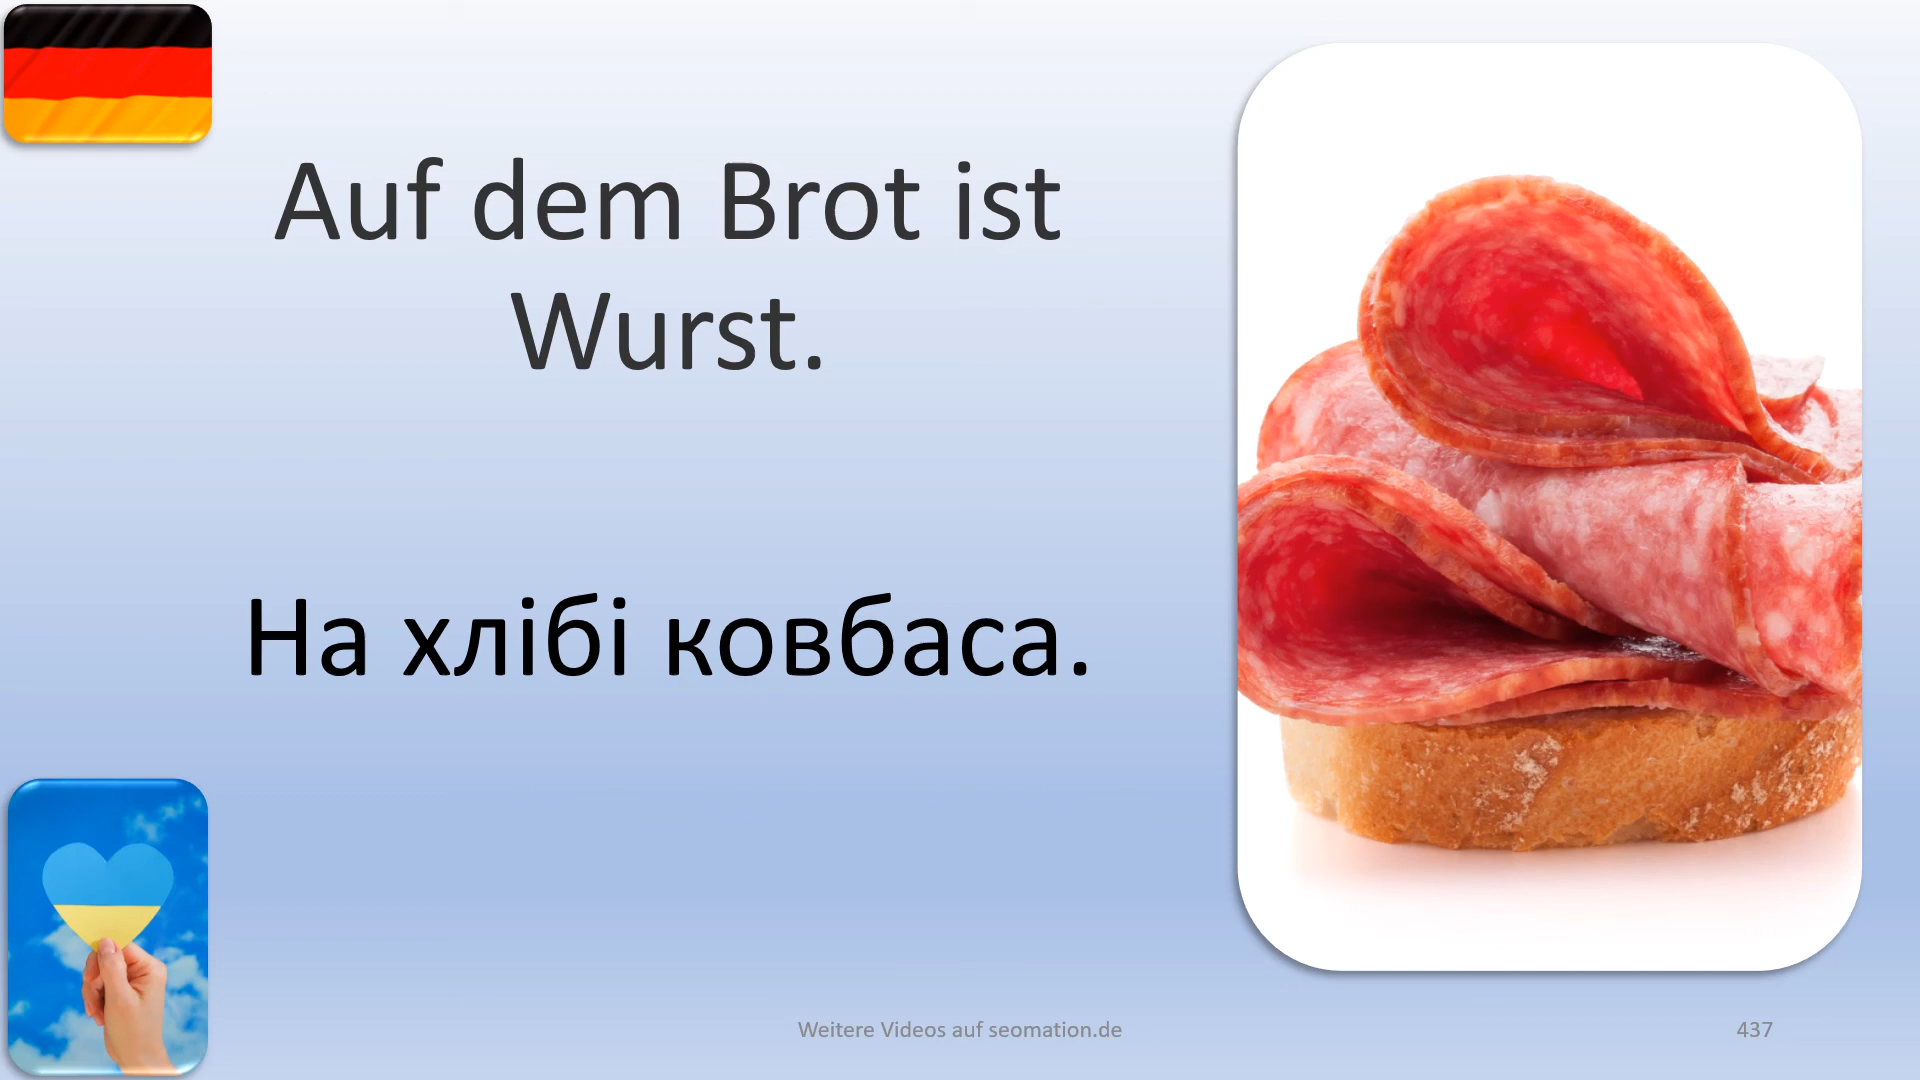 Auf dem Brot ist
Wurst.
На хлібі ковбаса.
Weitere Videos auf seomation.de
437